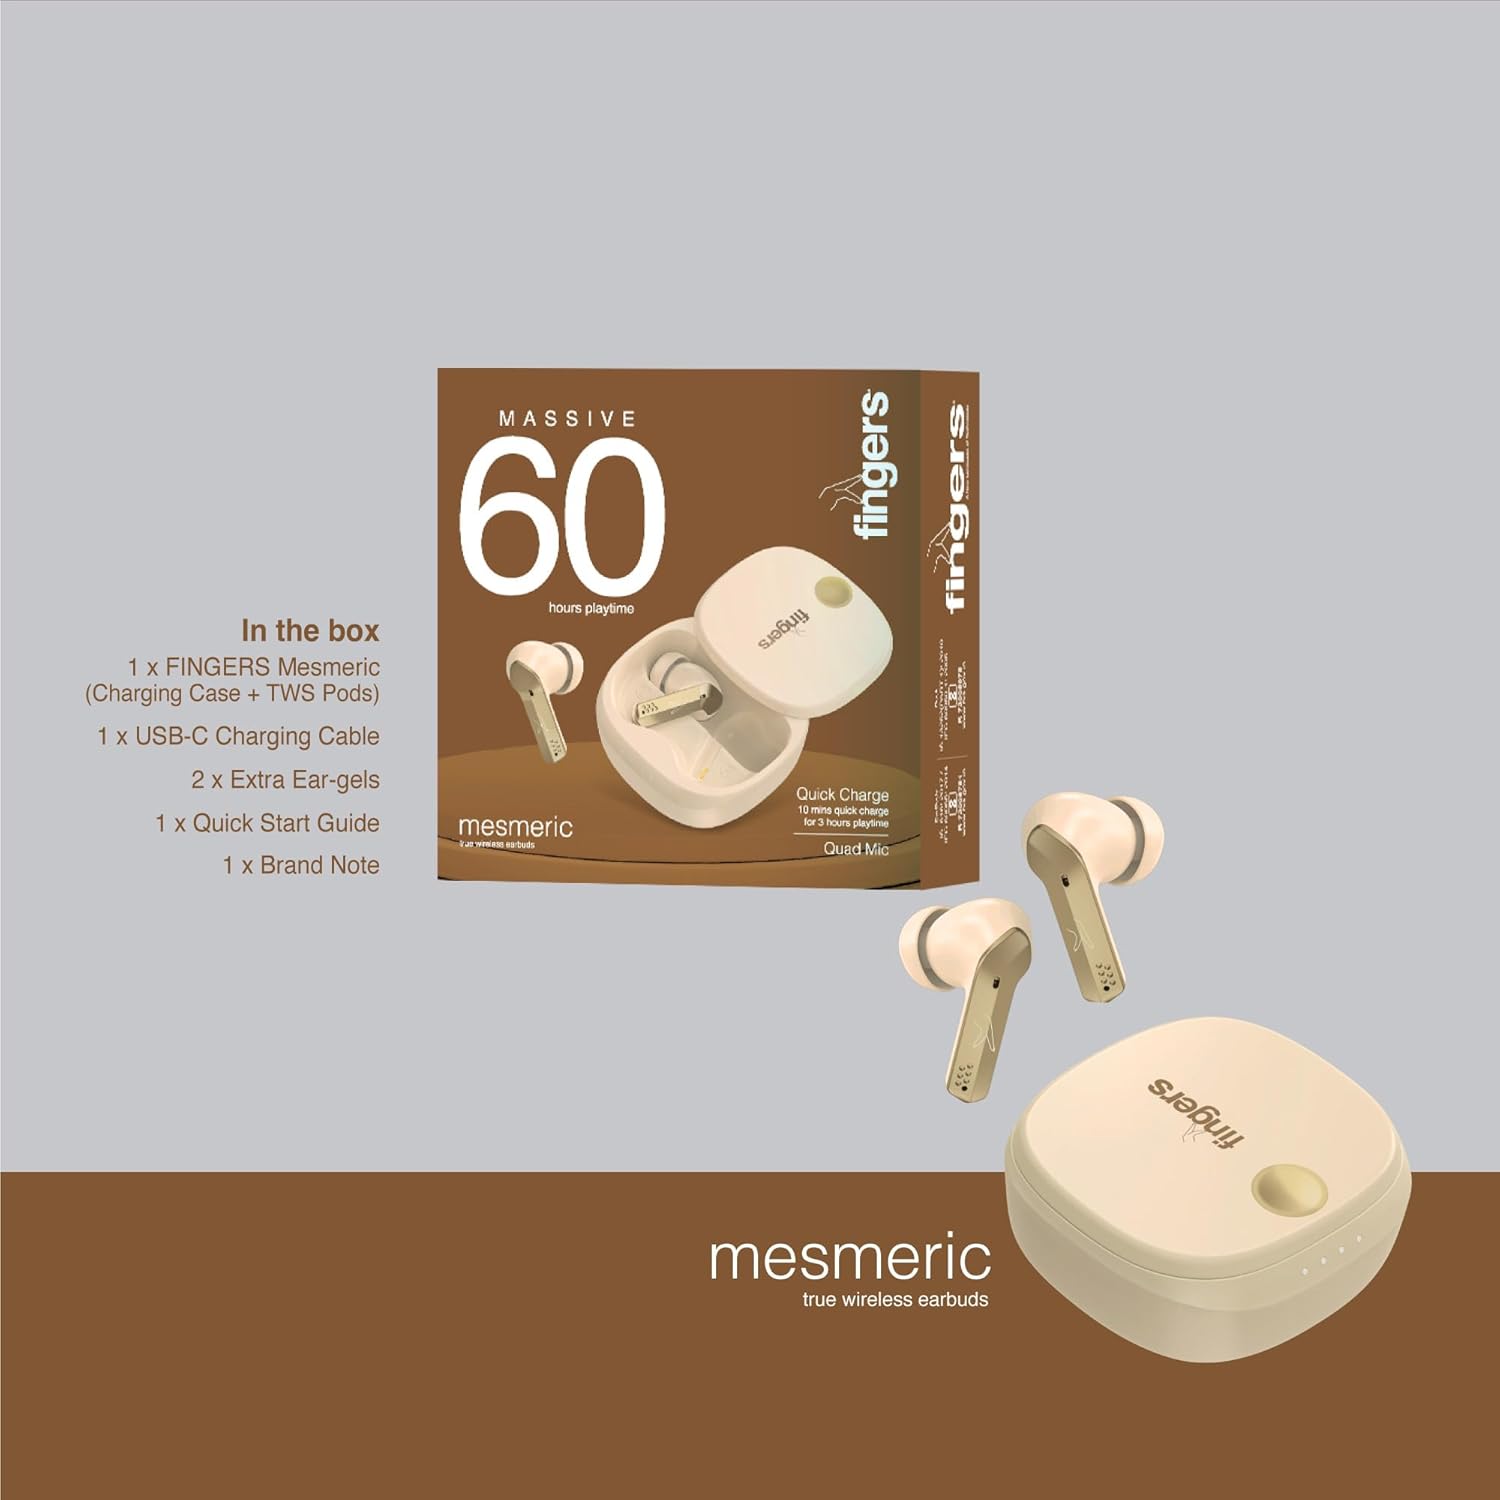 MASSIVE
60
hours playtime
fingers
fingers
fingers
Quick Charge
10 mins quick charge
for 3 hours playtime
Quad Mic
mesmeric
true wireless earbuds
In the box
1 x FINGERS Mesmeric
(Charging Case + TWS Pods)
1 x USB-C Charging Cable
2 x Extra Ear-gels
1 x Quick Start Guide
1 x Brand Note
fingers
mesmeric
true wireless earbuds